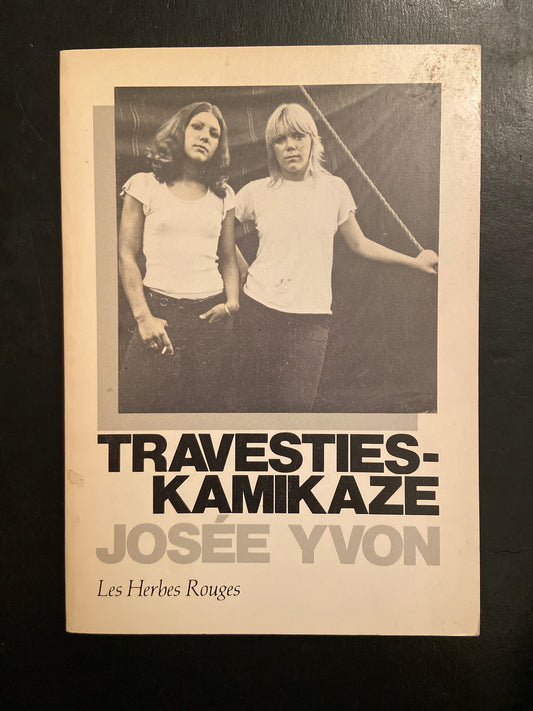 TRAVESTIES-
KAMIKAZE
JOSÉE YVON
Les Herbes Rouges